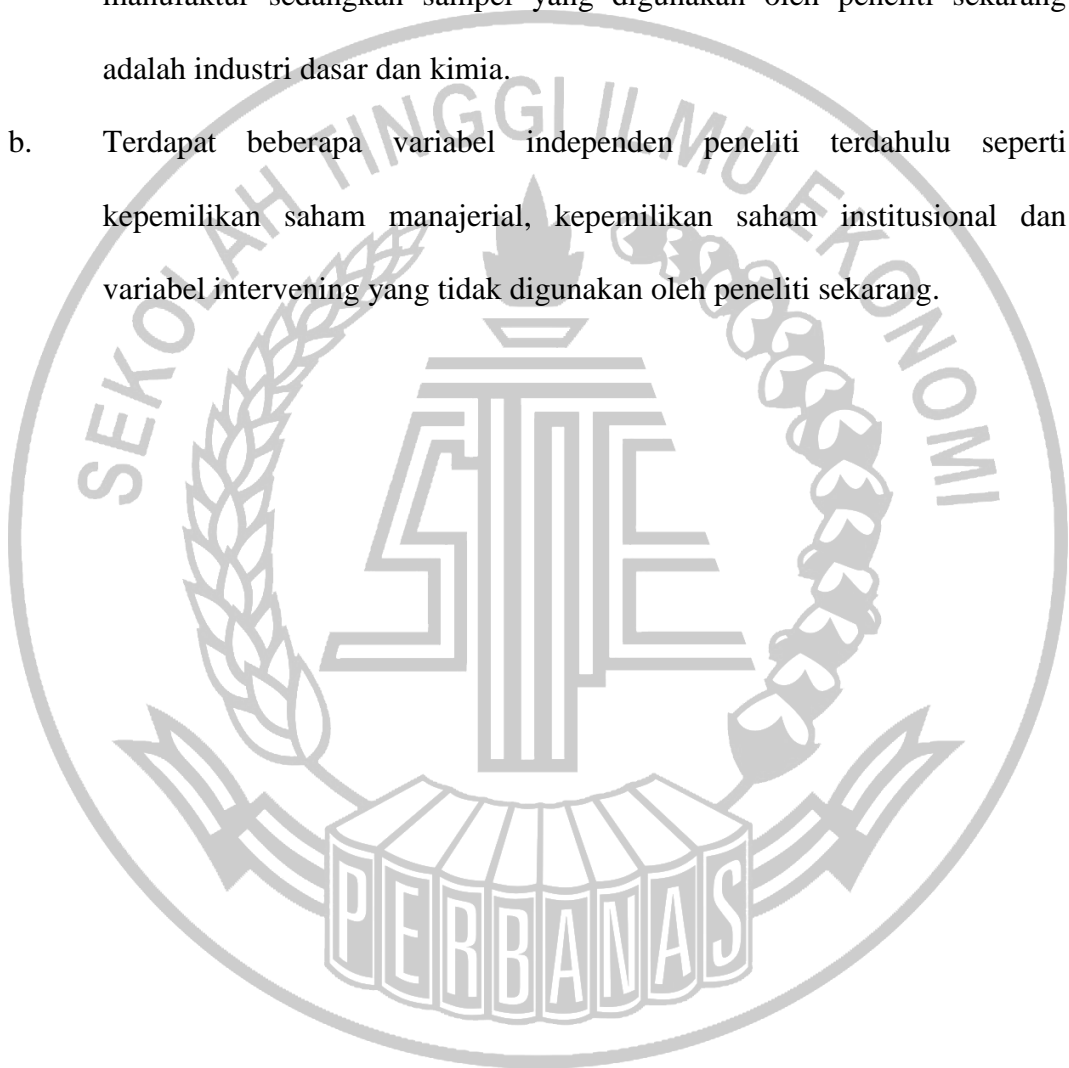 manufaktur sedangkan sampel yang digunakan oleh peneliti sekarang
adalah industri dasar dan kimia.
b. Terdapat beberapa variabel independen peneliti terdahulu seperti
kepemilikan saham manajerial, kepemilikan saham institusional dan
variabel intervening yang tidak digunakan oleh peneliti sekarang.
SEKOLAH TINGGI ILMU EKONOMI
STIE
PERBANAS